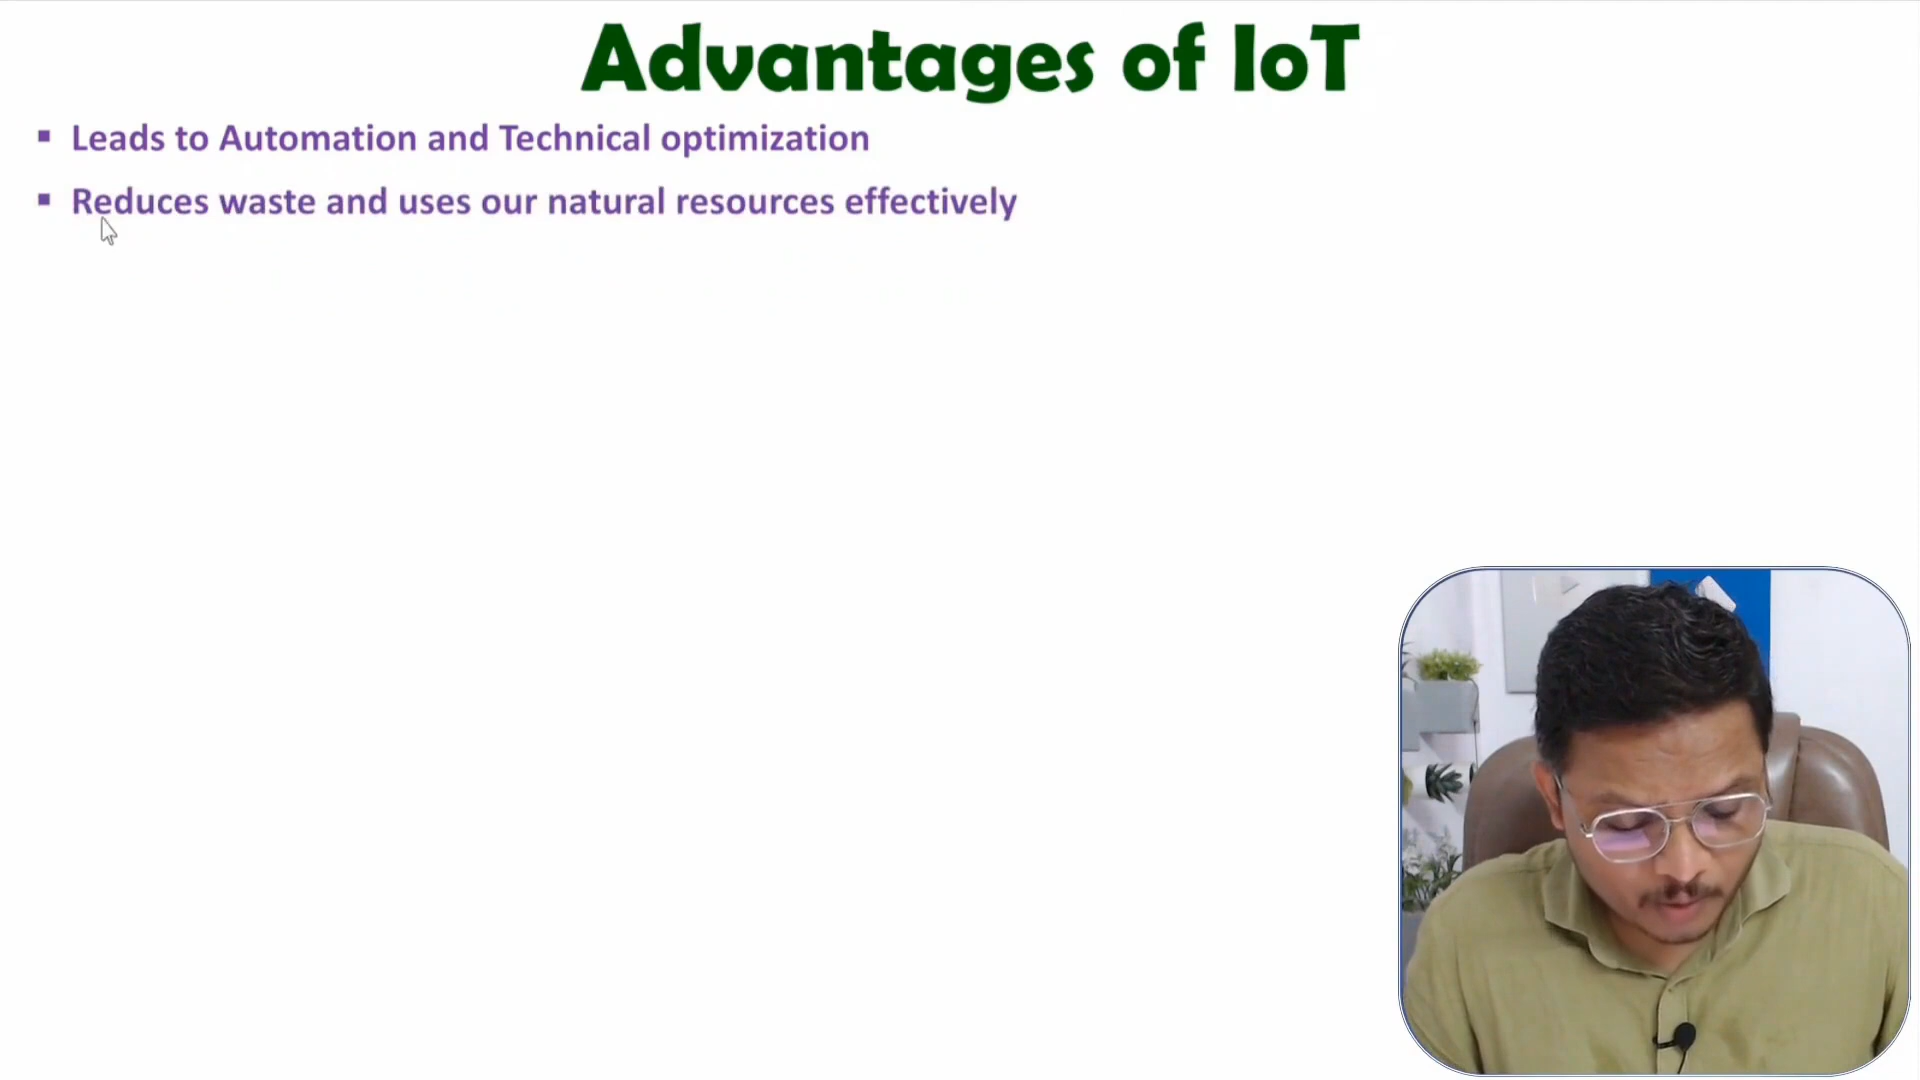 Advantages of IoT
▪ Leads to Automation and Technical optimization
▪ Reduces waste and uses our natural resources effectively